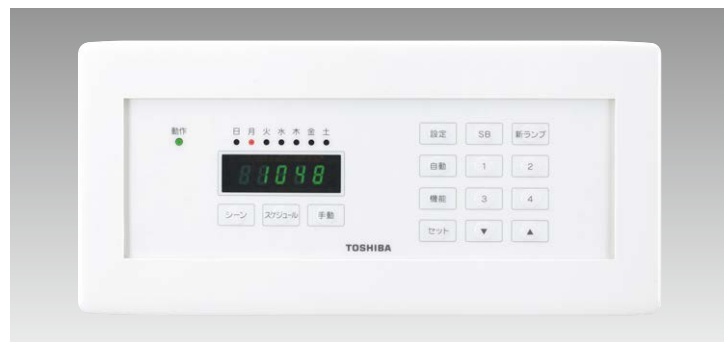 動作
日 月 火 水 木 金 土
1048
シーン スケジュール 手動
TOSHIBA
設定 SB 新ランプ
自動 1 2
機能 3 4
セット ▼ ▲